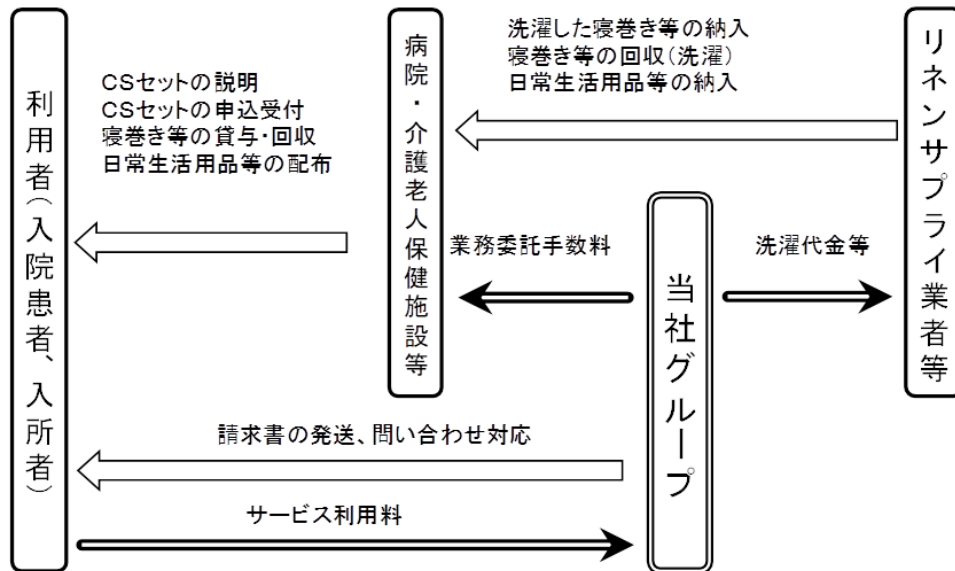 利用者（入院患者、入所者）
CSセットの説明
CSセットの申込受付
寝巻き等の貸与・回収
日常生活用品等の配布
病院・介護老人保健施設等
洗濯した寝巻き等の納入
寝巻き等の回収（洗濯）
日常生活用品等の納入
リネンサプライ業者等
業務委託手数料
当社グループ
洗濯代金等
請求書の発送、問い合わせ対応
サービス利用料